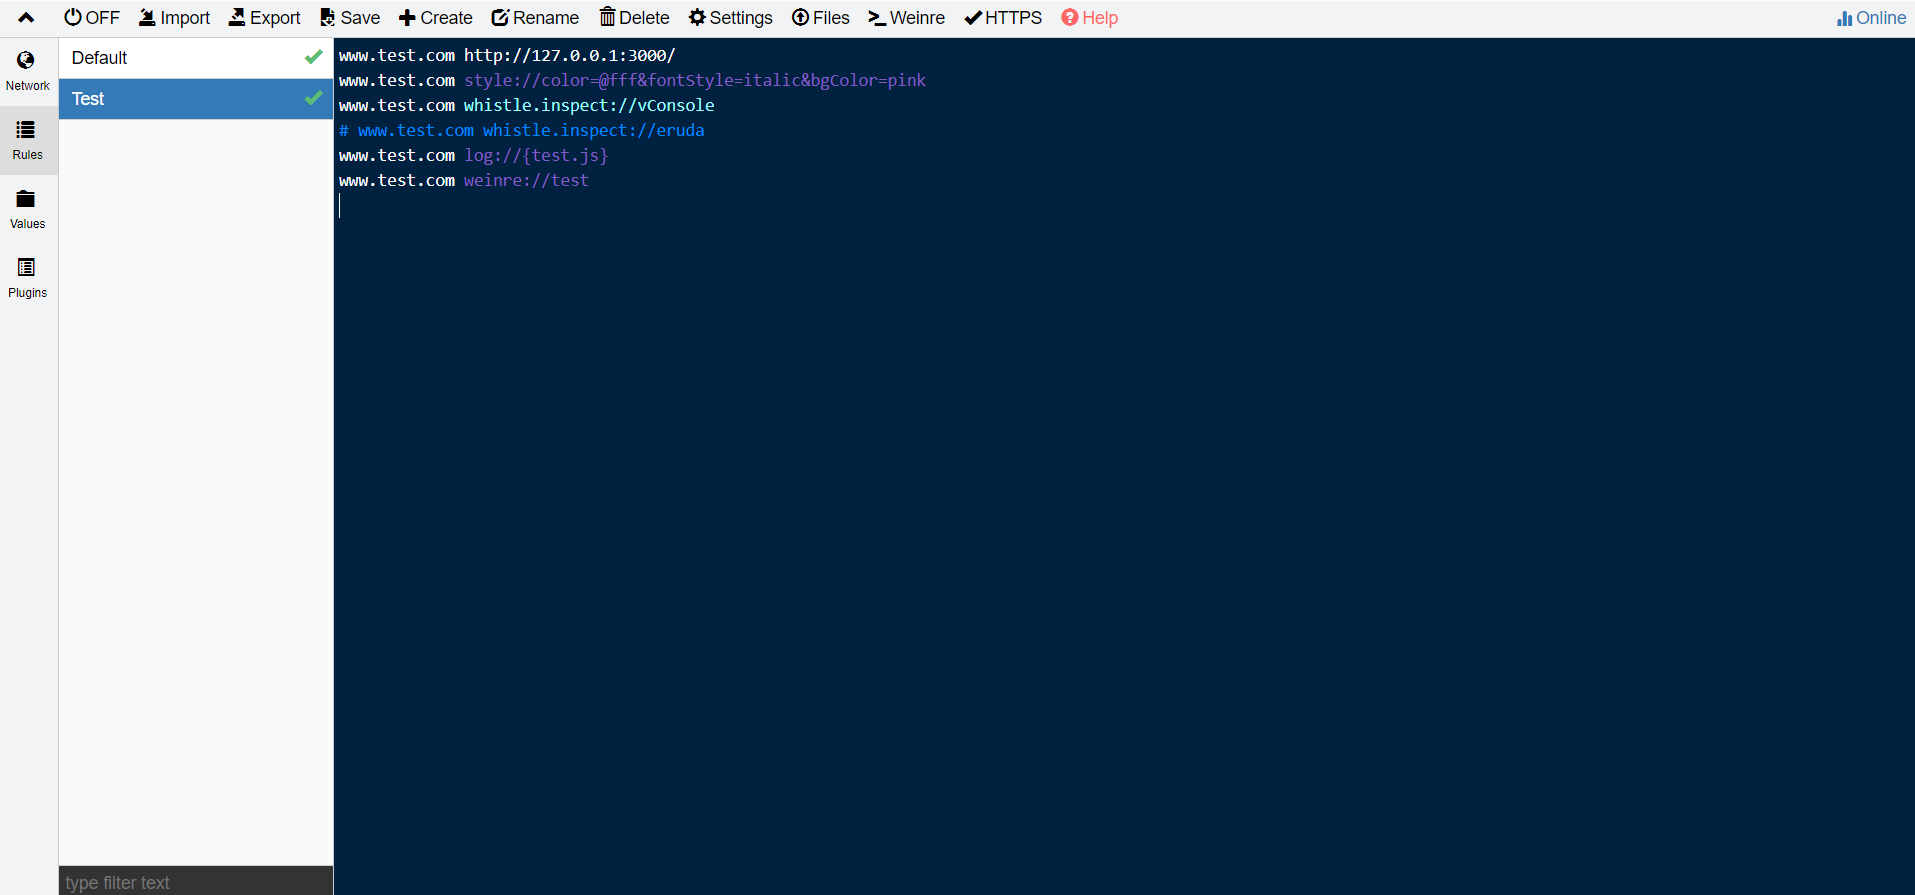 OFF Import Export Save Create Rename Delete Settings Files Weinre HTTPS Help Online
Network
Rules
Values
Plugins
Default
Test
type filter text
www.test.com http://127.0.0.1:3000/
www.test.com style://color=@fff&fontStyle=italic&bgColor=pink
www.test.com whistle.inspect://vConsole
# www.test.com whistle.inspect://eruda
www.test.com log://{test.js}
www.test.com weinre://test